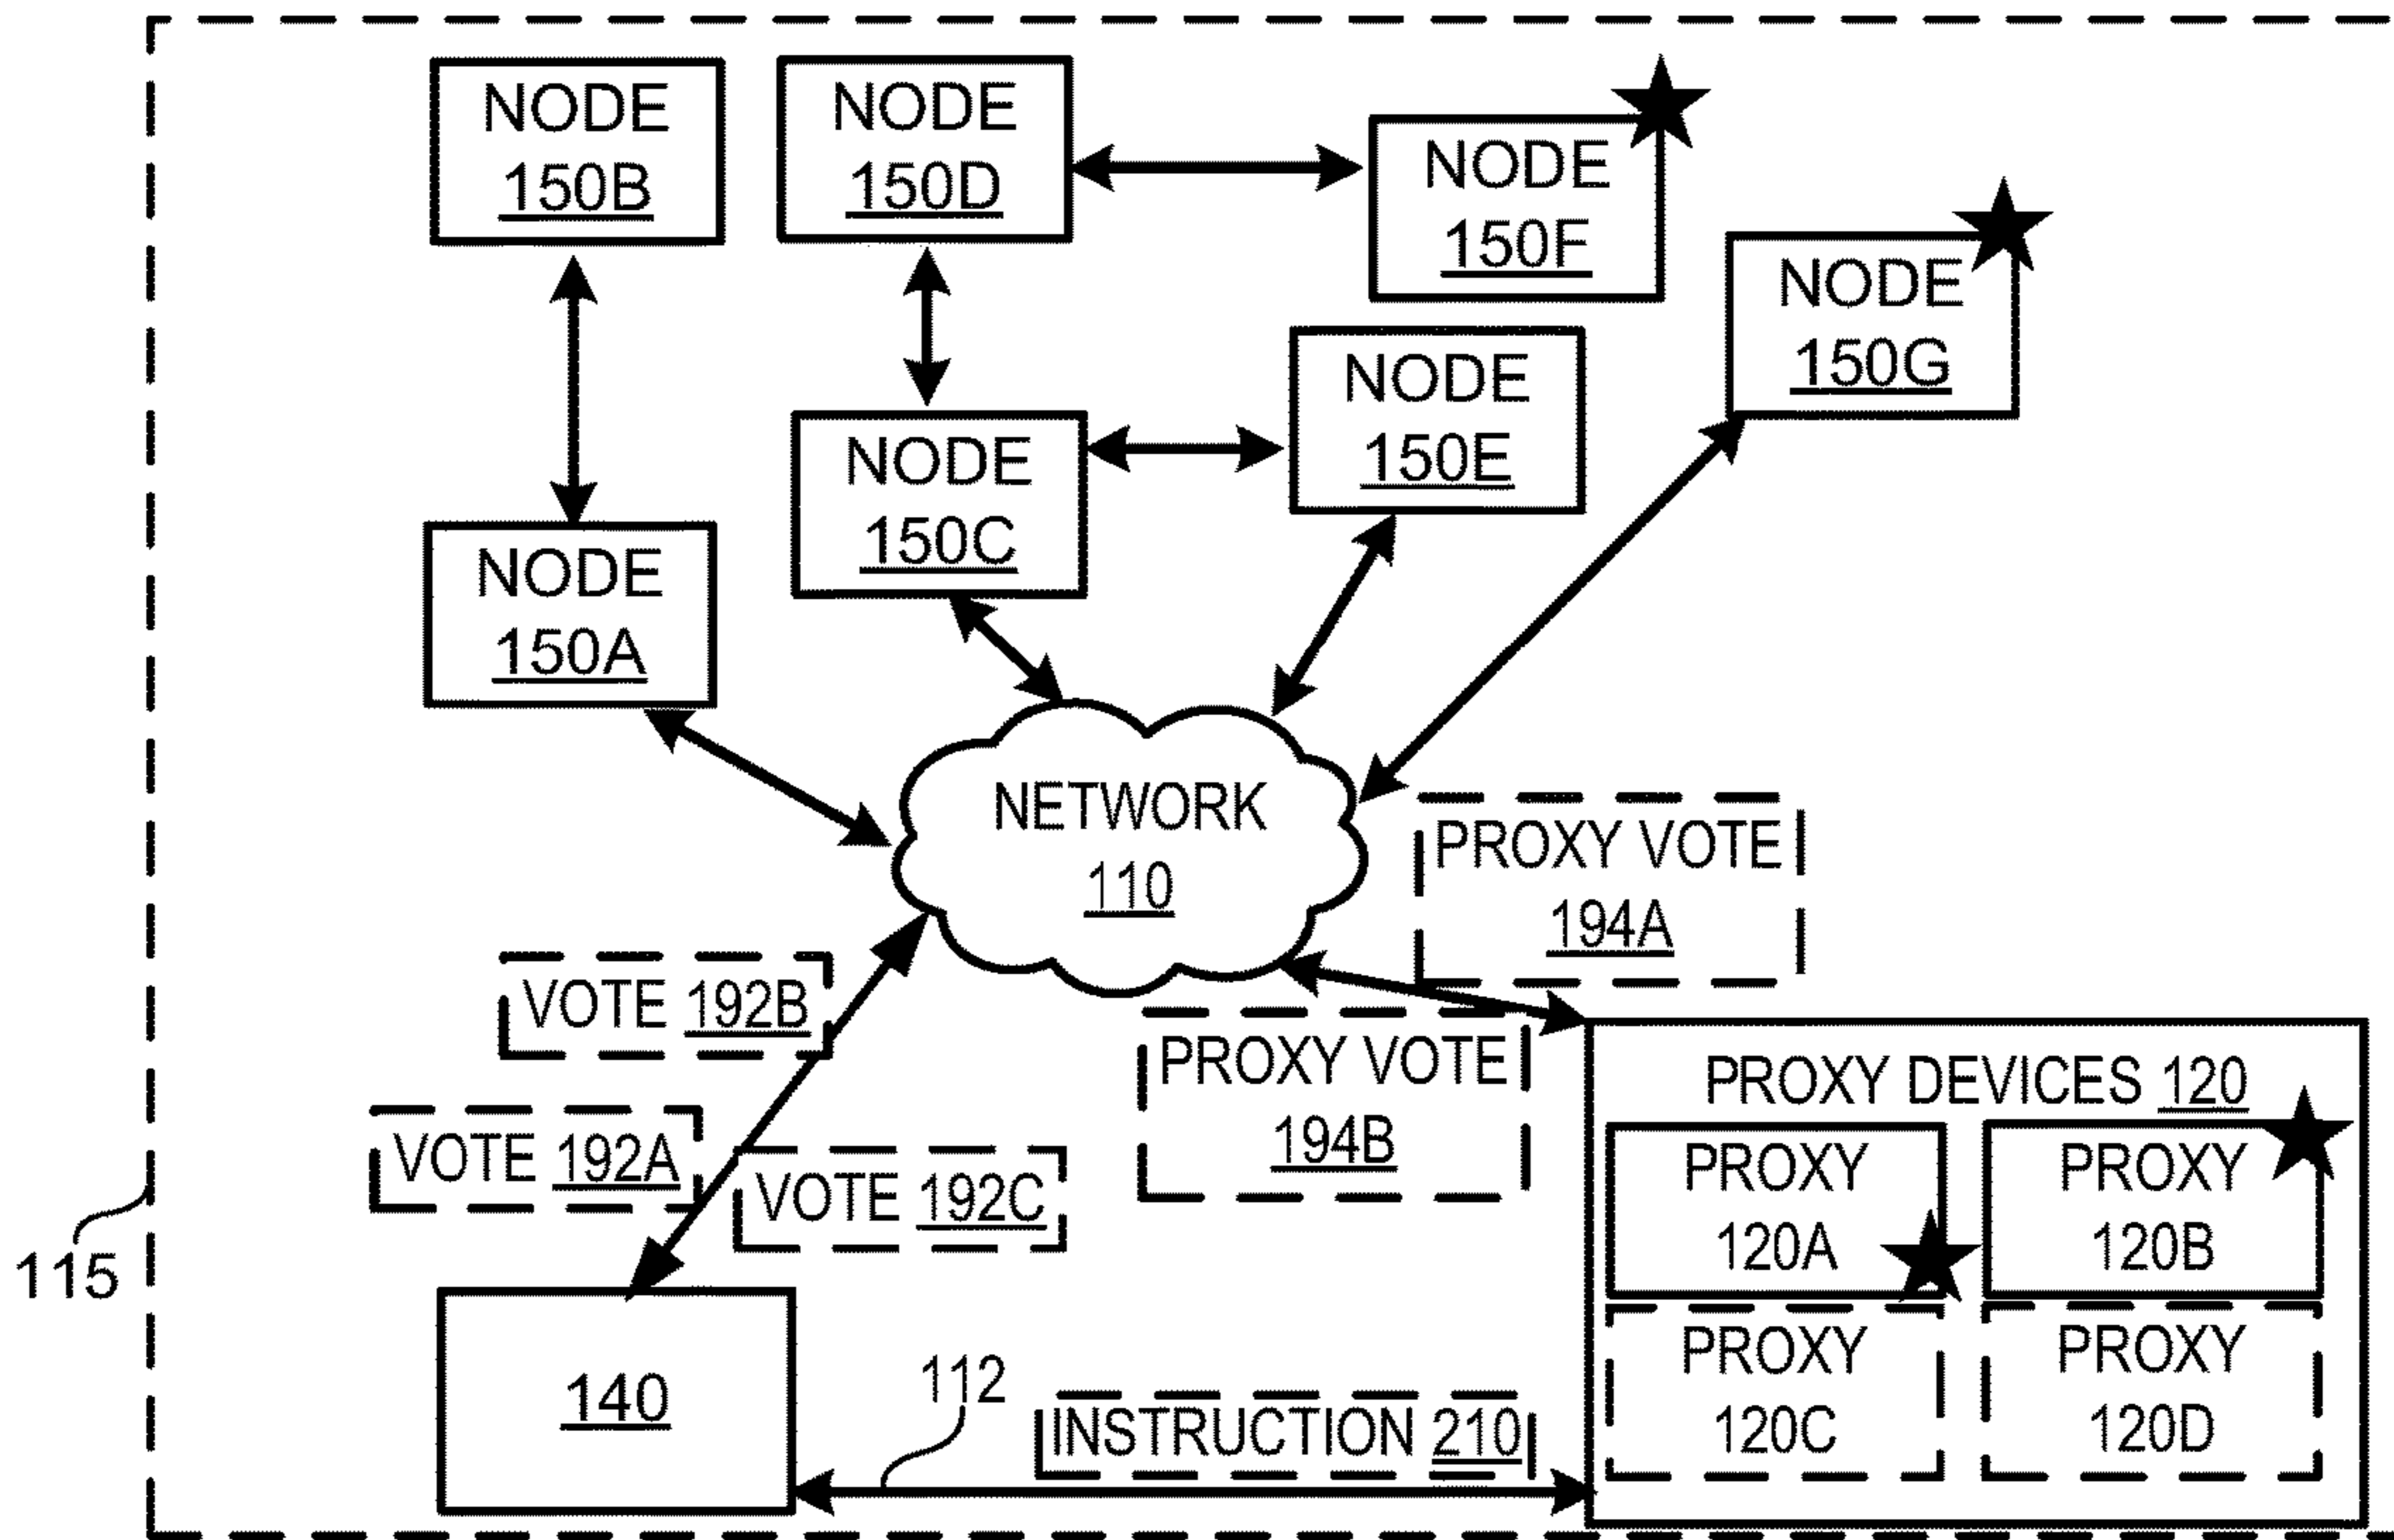 NODE
150B
NODE
150D
NODE
150F
NODE
150G
NODE
150E
NODE
150C
NODE
150A
NETWORK
110
PROXY VOTE
194A
VOTE 192B
PROXY VOTE
194B
VOTE 192A
VOTE 192C
115
PROXY DEVICES 120
PROXY
120A
PROXY
120B
PROXY
120C
PROXY
120D
140
112
INSTRUCTION 210